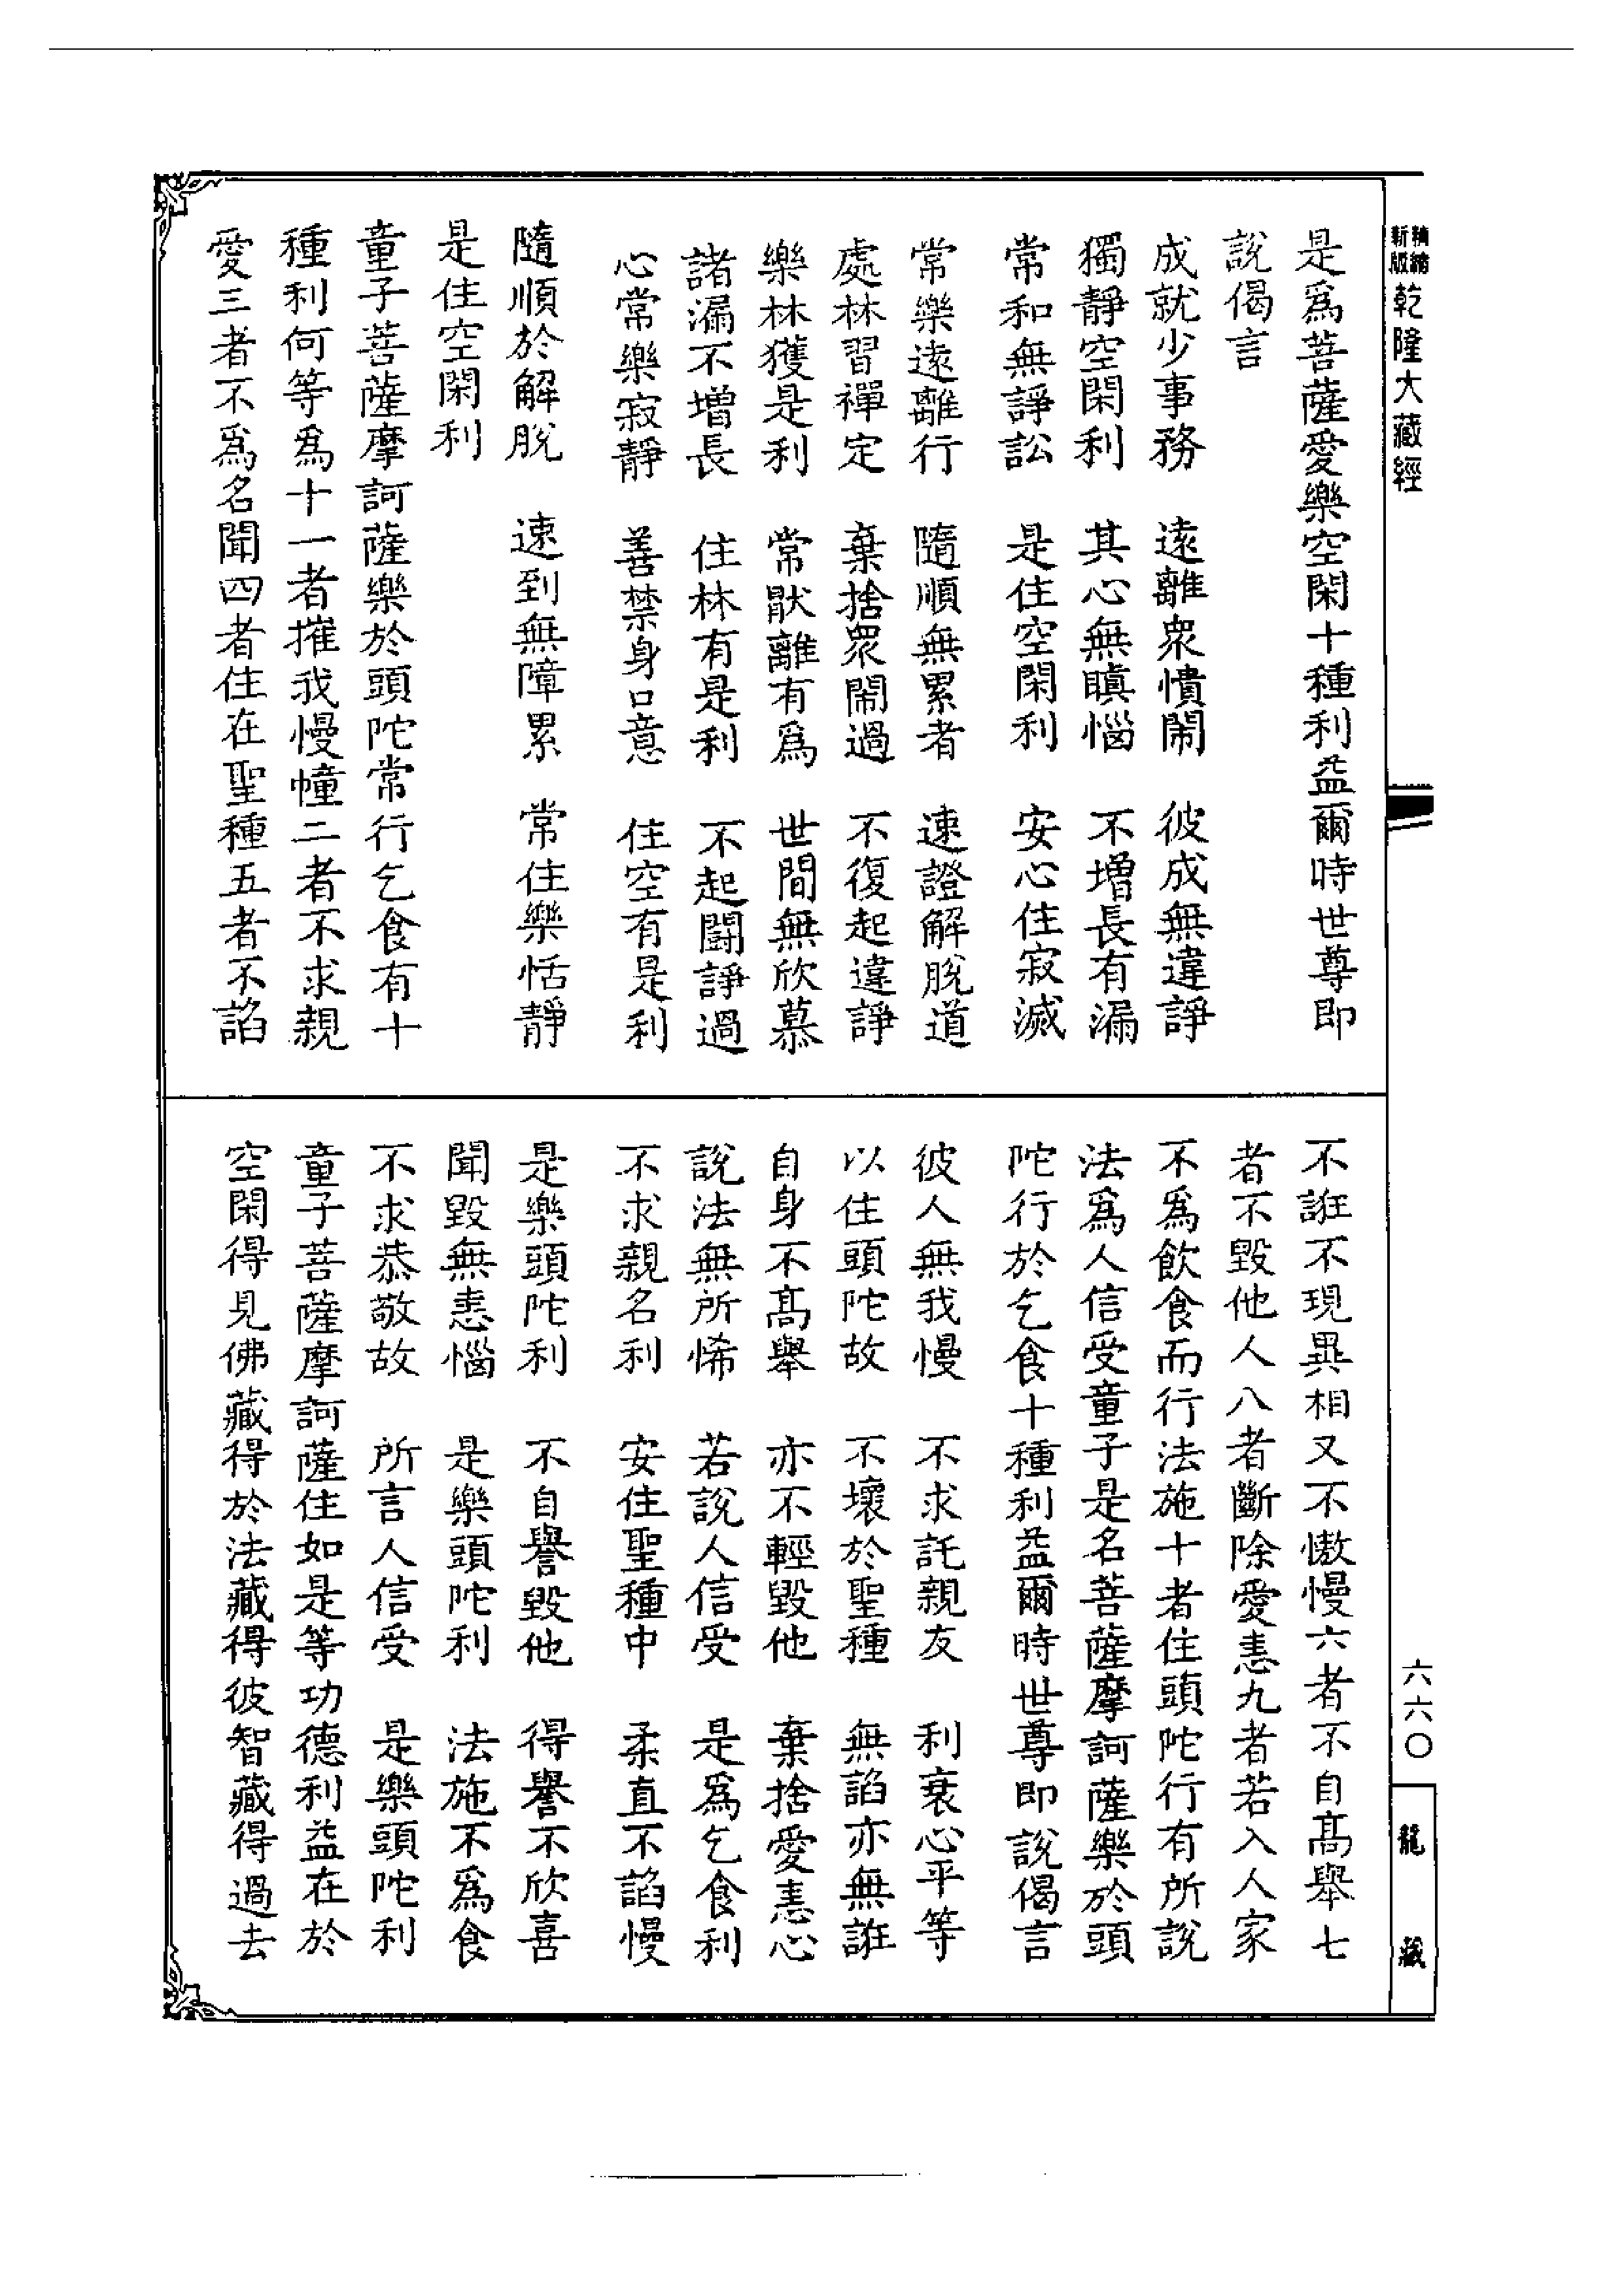 新版精縮乾隆大藏經
是爲菩薩愛樂空閑十種利益爾時世尊即
說偈言
成就少事務　遠離衆憒閙　彼成無違諍
獨靜空閑利　其心無瞋惱　不增長有漏
常和無諍訟　是住空閑利　安心住寂滅
常樂遠離行　隨順無累者　速證解脫道
處林習禪定　棄捨衆閙過　不復起違諍
樂林獲是利　常猒離有爲　世間無欣慕
諸漏不增長　住林有是利　不起鬪諍過
心常樂寂靜　善禁身口意　住空有是利
隨順於解脫　速到無障累　常住樂恬靜
是住空閑利
童子菩薩摩訶薩樂於頭陀常行乞食有十
種利何等爲十一者摧我慢幢二者不求親
愛三者不爲名聞四者住在聖種五者不諂
不誑不現異相又不慠慢六者不自髙舉七
者不毀他人八者斷除愛恚九者若入人家
不爲飲食而行法施十者住頭陀行有所說
法爲人信受童子是名菩薩摩訶薩樂於頭
陀行於乞食十種利益爾時世尊即說偈言
彼人無我慢　不求託親友　利衰心平等
以住頭陀故　不壞於聖種　無諂亦無誑
自身不髙舉　亦不輕毀他　棄捨愛恚心
說法無所悕　若說人信受　是爲乞食利
不求親名利　安住聖種中　柔直不諂慢
是樂頭陀利　不自譽毀他　得譽不欣喜
聞毀無恚惱　是樂頭陀利　法施不爲食
不求恭敬故　所言人信受　是樂頭陀利
童子菩薩摩訶薩住如是等功德利益在於
空閑得見佛藏得於法藏得彼智藏得過去
六六〇
龍藏